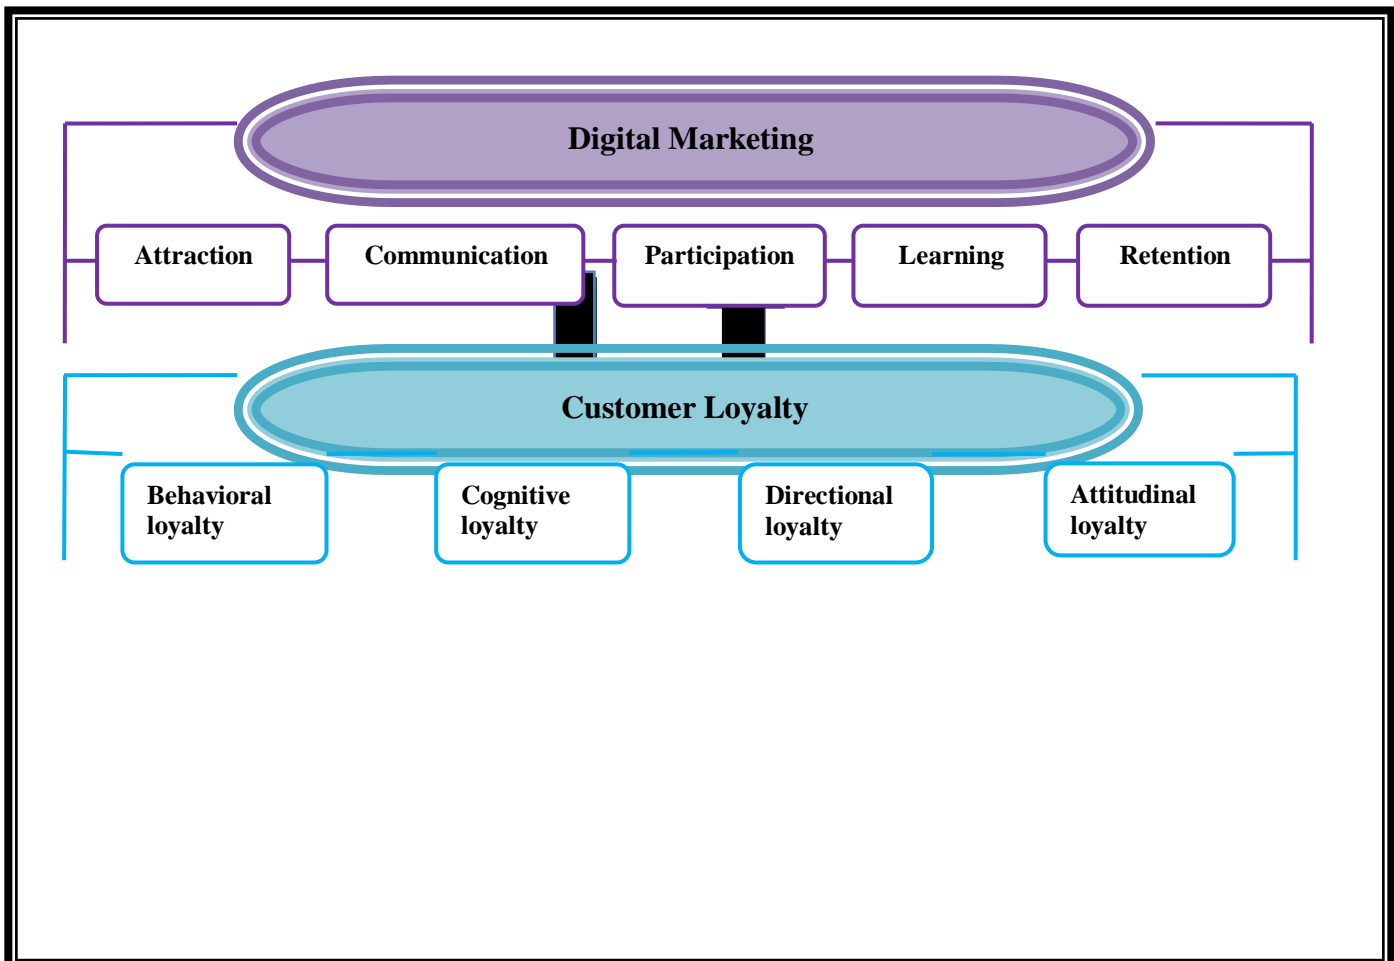 Digital Marketing
Attraction
Communication
Participation
Learning
Retention
Customer Loyalty
Behavioral
loyalty
Cognitive
loyalty
Directional
loyalty
Attitudinal
loyalty